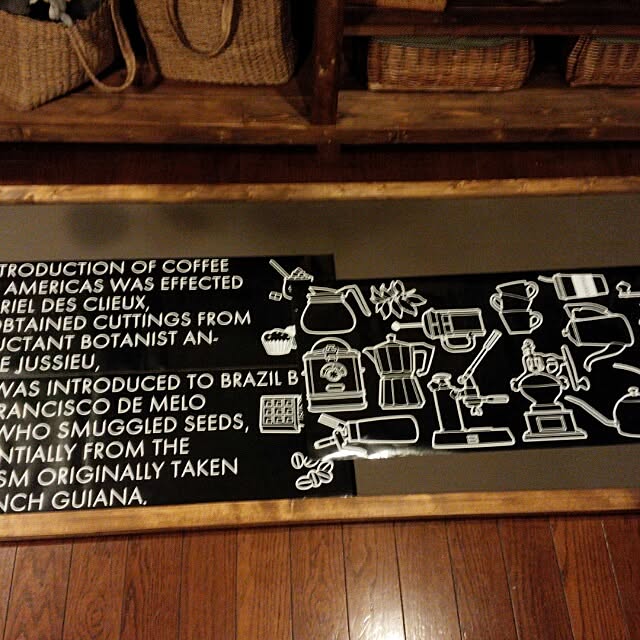 TRODUCTION OF COFFEE
AMERICAS WAS EFFECTED
RIEL DES CLIEUX,
OBTAINED CUTTINGS FROM
UCTANT BOTANIST AN-
E JUSSIEU,
WAS INTRODUCED TO BRAZIL B
RANCISCO DE MELO
WHO SMUGGLED SEEDS,
NTIALLY FROM THE
SM ORIGINALLY TAKEN
NCH GUIANA.